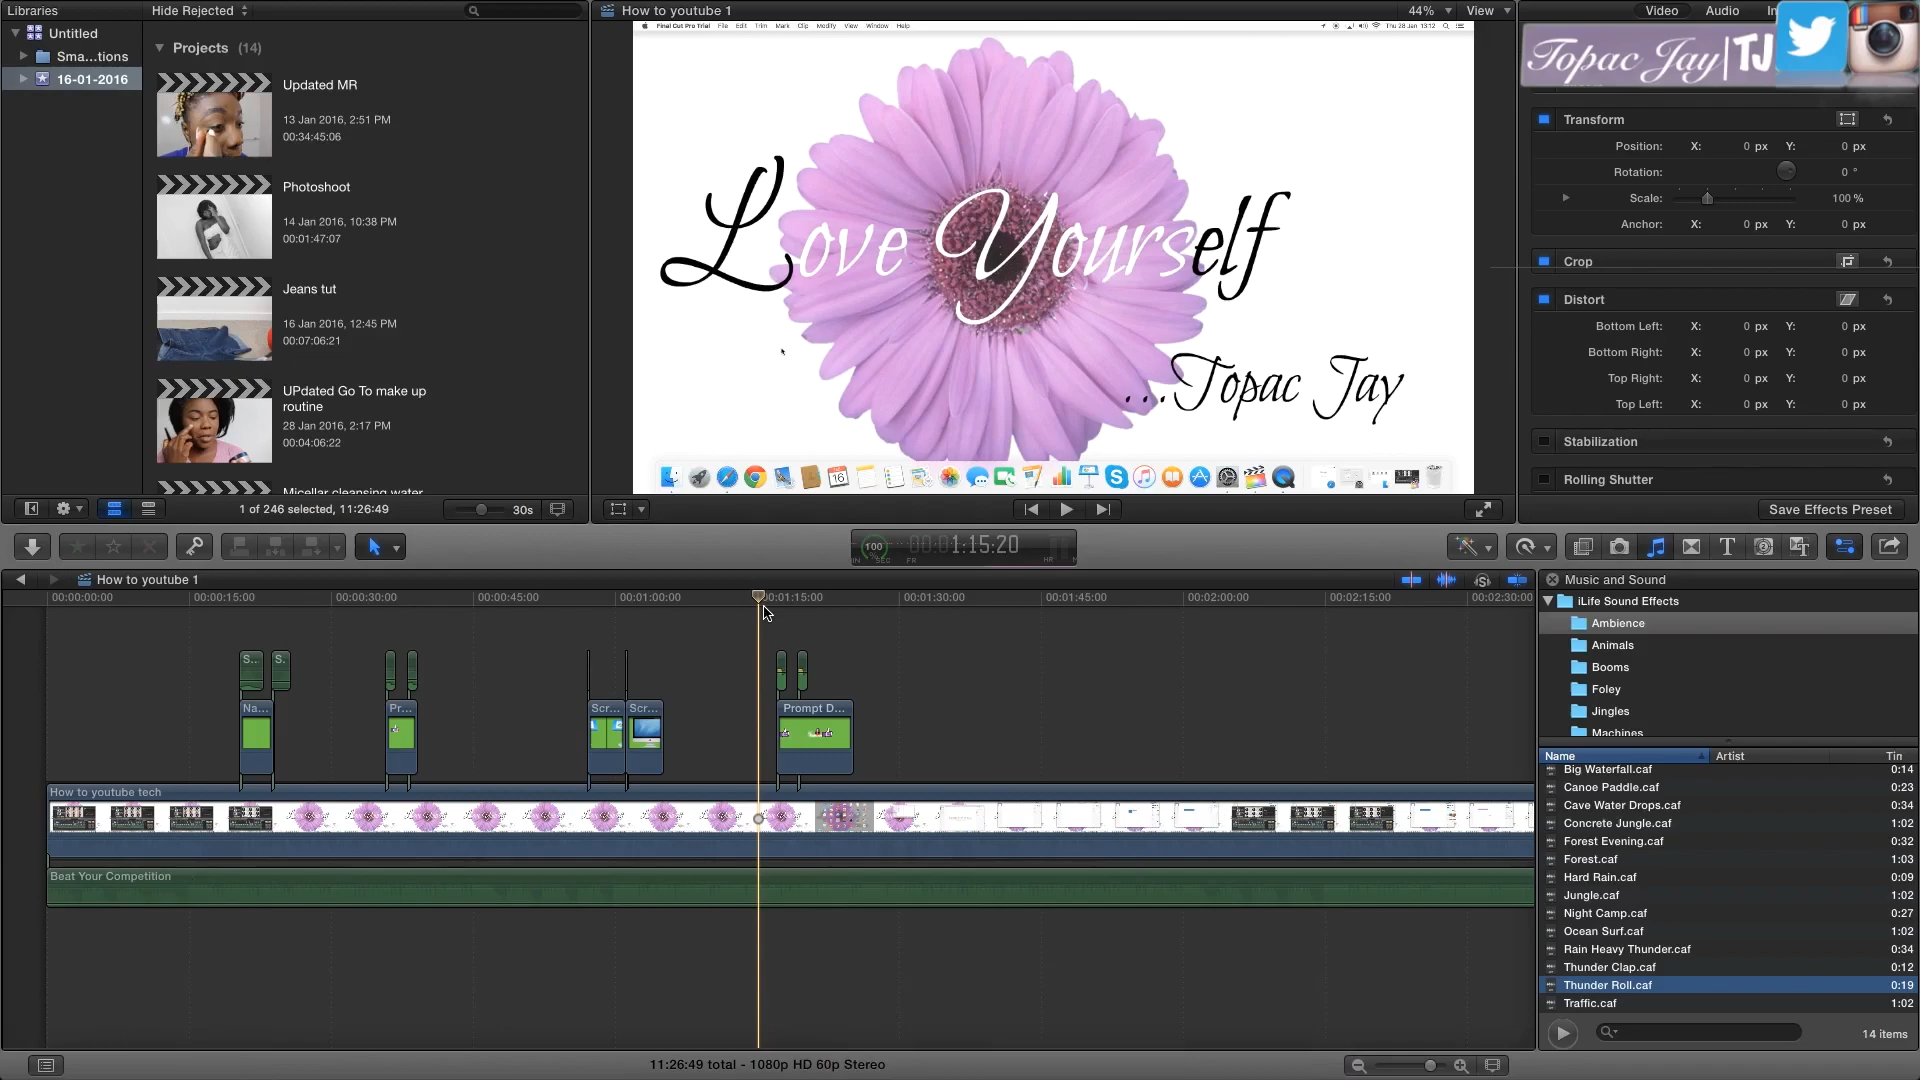 Libraries
Hide Rejected
How to youtube 1
44%
View
Video
Audio
In
Topac Jay|TJ
Untitled
Sma...tions
16-01-2016
Projects (14)
Updated MR
13 Jan 2016, 2:51 PM
00:34:45:06
Photoshoot
14 Jan 2016, 10:38 PM
00:01:47:07
Jeans tut
16 Jan 2016, 12:45 PM
00:07:06:21
UPdated Go To make up
routine
28 Jan 2016, 2:17 PM
00:04:06:22
Micellar cleansing water
1 of 246 selected, 11:26:49
30s
Final Cut Pro Trial File Edit Trim Mark Clip Modify View Window Help
Thu 28 Jan 13:12
Love Yourself
...Topac Jay
16
Transform
Position: X: 0 px Y: 0 px
Rotation: 0 °
Scale: 100 %
Anchor: X: 0 px Y: 0 px
Crop
Distort
Bottom Left: X: 0 px Y: 0 px
Bottom Right: X: 0 px Y: 0 px
Top Right: X: 0 px Y: 0 px
Top Left: X: 0 px Y: 0 px
Stabilization
Rolling Shutter
Save Effects Preset
100
%
1:15:20
MIN SEC FR
HR
How to youtube 1
00:00:00:00
00:00:15:00
00:00:30:00
00:00:45:00
00:01:00:00
00:01:15:00
00:01:30:00
00:01:45:00
00:02:00:00
00:02:15:00
00:02:30:00
S...
S.
Na...
Pr...
Scr...
Scr...
Prompt D...
How to youtube tech
Beat Your Competition
11:26:49 total - 1080p HD 60p Stereo
Music and Sound
iLife Sound Effects
Ambience
Animals
Booms
Foley
Jingles
Machines
Name Artist Tin
Big Waterfall.caf 0:14
Canoe Paddle.caf 0:23
Cave Water Drops.caf 0:34
Concrete Jungle.caf 1:02
Forest Evening.caf 0:32
Forest.caf 1:03
Hard Rain.caf 0:09
Jungle.caf 1:02
Night Camp.caf 0:27
Ocean Surf.caf 1:02
Rain Heavy Thunder.caf 0:34
Thunder Clap.caf 0:12
Thunder Roll.caf 0:19
Traffic.caf 1:02
14 items